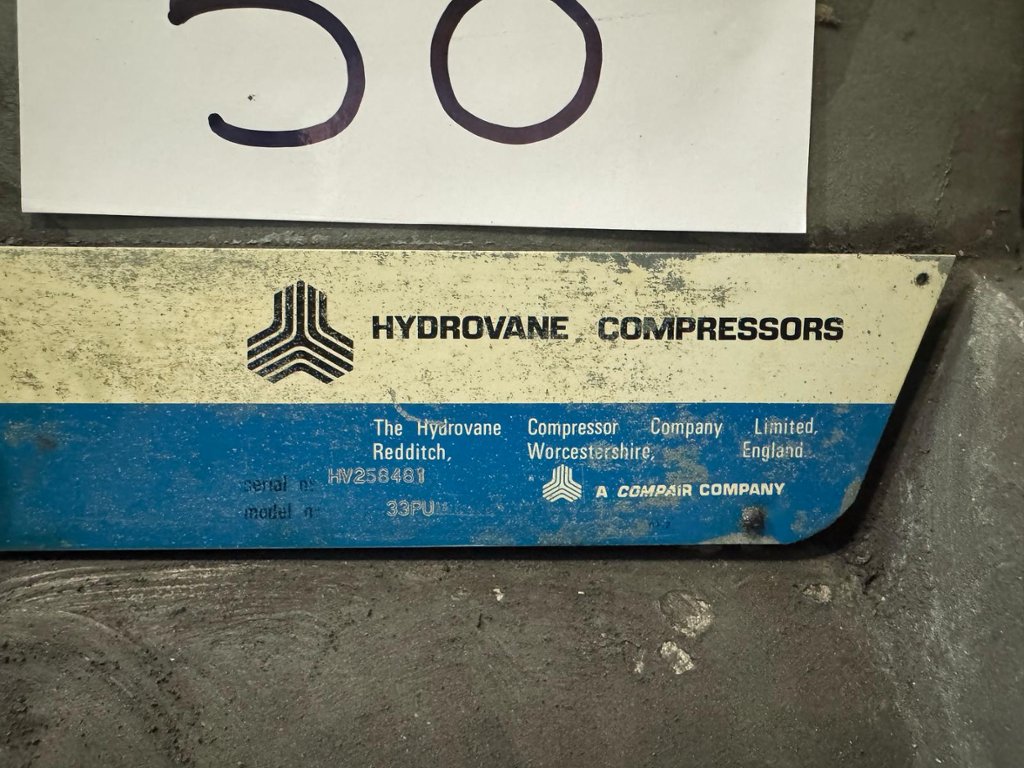 50
HYDROVANE COMPRESSORS
The Hydrovane Compressor Company Limited,
Redditch, Worcestershire, England.
serial nº HV258481
A COMPAIR COMPANY
model nº 33PU